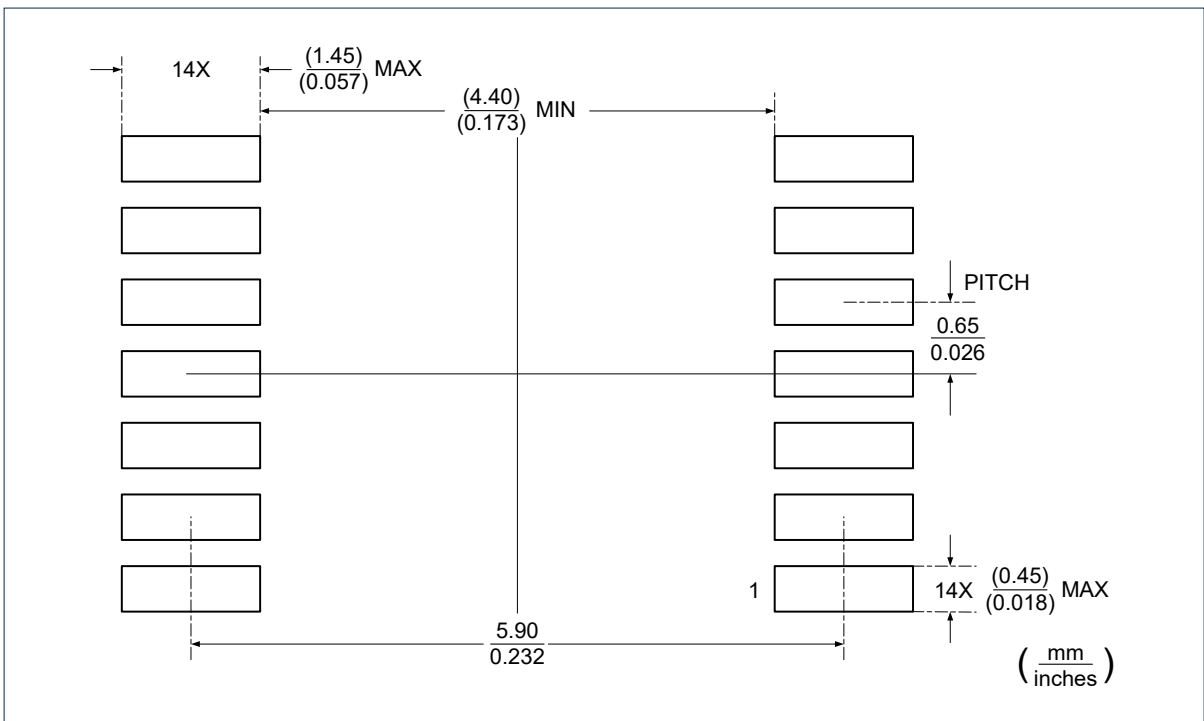 14X
(1.45)
(0.057)
MAX
(4.40)
(0.173)
MIN
PITCH
0.65
0.026
1
14X
(0.45)
(0.018)
MAX
5.90
0.232
(mm
inches)